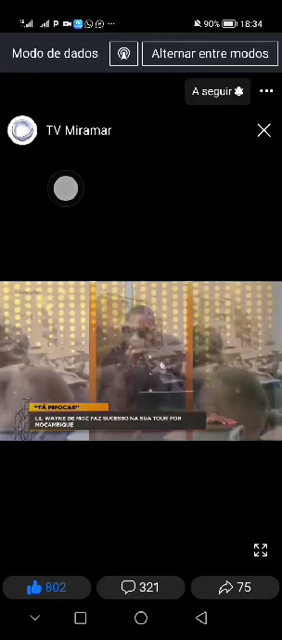 90% 18:34
Modo de dados
Alternar entre modos
A seguir
TV Miramar
"TÁ PIPOCAR"
LIL WAYNE DE MOZ FAZ SUCESSO NA SUA TOUR POR
MOÇAMBIQUE
802
321
75